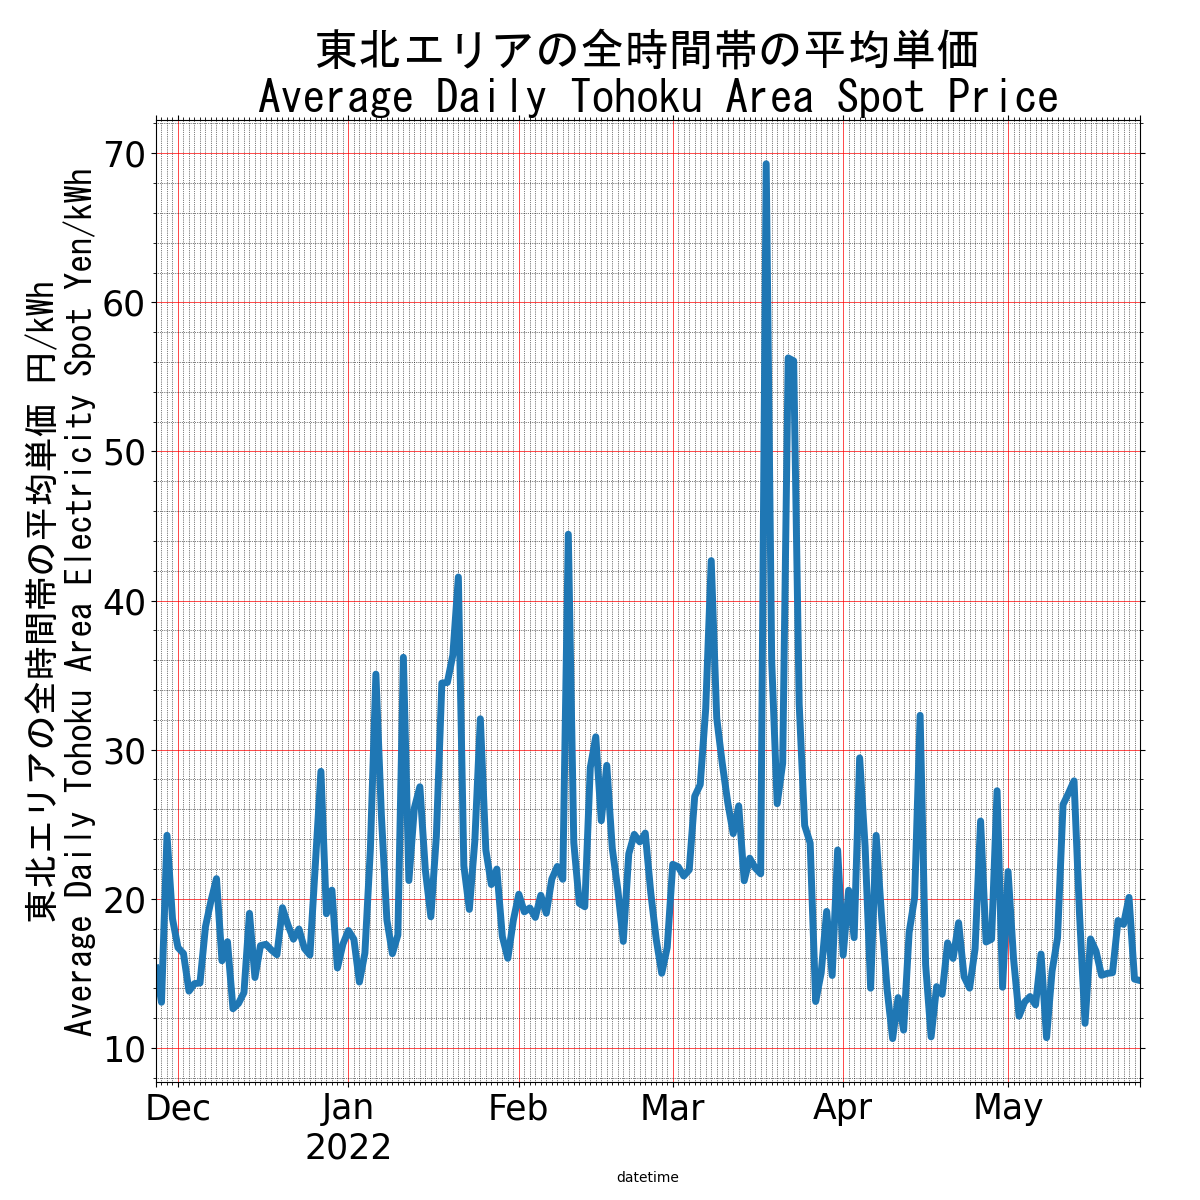 東北エリアの全時間帯の平均単価
Average Daily Tohoku Area Spot Price
東北エリアの全時間帯の平均単価 円/kWh
Average Daily Tohoku Area Electricity Spot Yen/kWh
70
60
50
40
30
20
10
Dec
Jan
2022
Feb
Mar
Apr
May
datetime